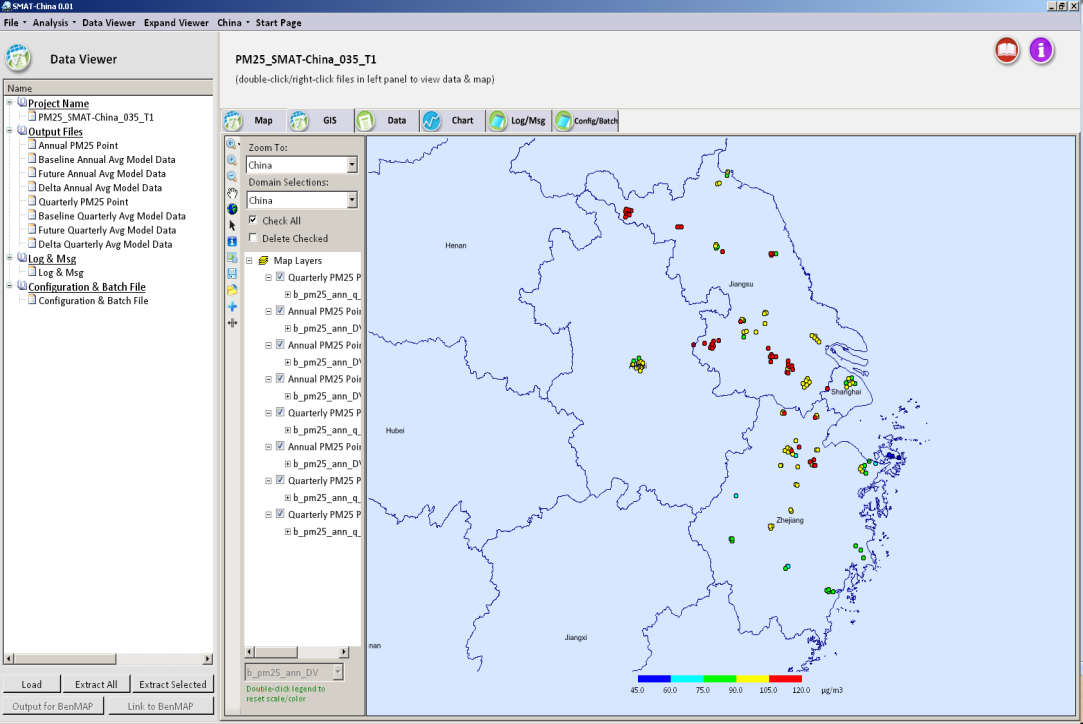 SMAT-China 0.01
File Analysis Data Viewer Expand Viewer China Start Page
Data Viewer
PM25_SMAT-China_035_T1
(double-click/right-click files in left panel to view data & map)
Name
Project Name
PM25_SMAT-China_035_T1
Output Files
Annual PM25 Point
Baseline Annual Avg Model Data
Future Annual Avg Model Data
Delta Annual Avg Model Data
Quarterly PM25 Point
Baseline Quarterly Avg Model Data
Future Quarterly Avg Model Data
Delta Quarterly Avg Model Data
Log & Msg
Log & Msg
Configuration & Batch File
Configuration & Batch File
Load Extract All Extract Selected
Output for BenMAP Link to BenMAP
Map GIS Data Chart Log/Msg Config/Batch
Zoom To:
China
Domain Selections:
China
Check All
Delete Checked
Map Layers
Quarterly PM25 P
b_pm25_ann_q_
Annual PM25 Poin
b_pm25_ann_DV
Annual PM25 Poin
b_pm25_ann_DV
Annual PM25 Poin
b_pm25_ann_DV
Quarterly PM25 P
b_pm25_ann_q_
Annual PM25 Poin
b_pm25_ann_DV
Quarterly PM25 P
b_pm25_ann_q_
Quarterly PM25 P
b_pm25_ann_q_
b_pm25_ann_DV
Double-click legend to
reset scale/color
Henan
Jiangsu
Shanghai
Hubei
Zhejiang
Jiangxi
nan
45.0 60.0 75.0 90.0 105.0 120.0 µg/m3